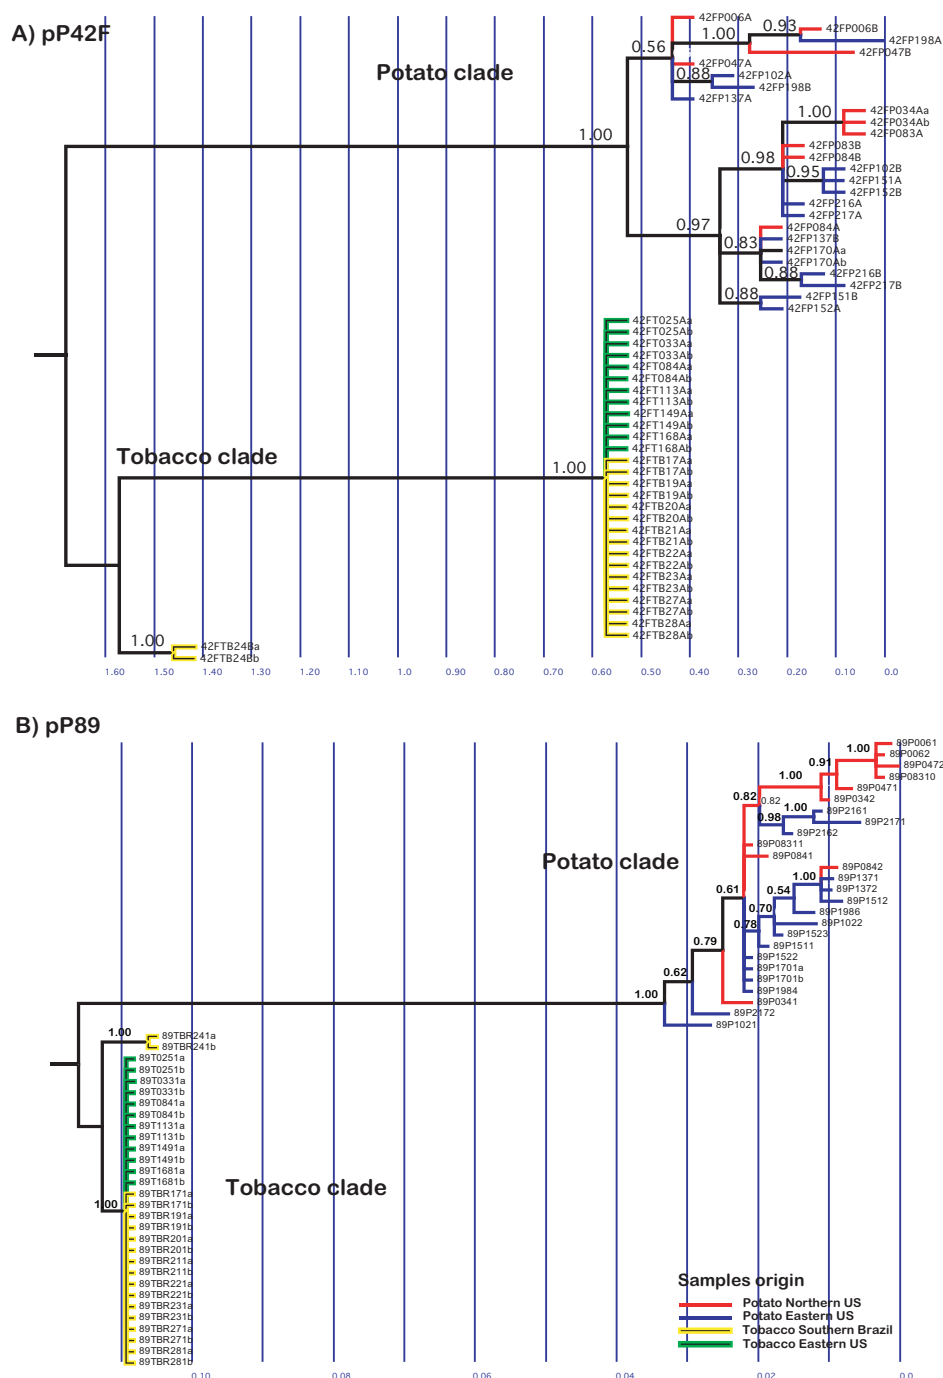 A) pP42F
Potato clade
42FP006A
0.93
42FP006B
1.00
42FP198A
0.56
42FP047B
42FP047A
0.88
42FP102A
42FP198B
42FP137A
1.00
42FP034Aa
42FP034Ab
42FP083A
1.00
42FP083B
0.98
42FP084B
42FP102B
0.95
42FP151A
42FP152B
42FP216A
42FP217A
0.97
42FP084A
0.83
42FP137B
42FP170Aa
42FP170Ab
0.88
42FP216B
42FP217B
0.88
42FP151B
42FP152A
42FT025Aa
42FT025Ab
42FT033Aa
42FT033Ab
42FT084Aa
42FT084Ab
42FT113Aa
42FT113Ab
42FT149Aa
42FT149Ab
42FT168Aa
42FT168Ab
Tobacco clade
1.00
42FTB17Aa
42FTB17Ab
42FTB19Aa
42FTB19Ab
42FTB20Aa
42FTB20Ab
42FTB21Aa
42FTB21Ab
42FTB22Aa
42FTB22Ab
42FTB23Aa
42FTB23Ab
42FTB27Aa
42FTB27Ab
42FTB28Aa
42FTB28Ab
1.00
42FTB24Ba
42FTB24Bb
1.60 1.50 1.40 1.30 1.20 1.10 1.0 0.90 0.80 0.70 0.60 0.50 0.40 0.30 0.20 0.10 0.0
B) pP89
89P0061
1.00
89P0062
0.91
89P0472
1.00
89P08310
89P0471
0.82
0.82
89P0342
1.00
89P2161
0.98
89P2171
89P2162
89P08311
Potato clade
89P0841
89P0842
1.00
89P1371
0.54
89P1372
0.61
89P1512
0.70
89P1986
0.78
89P1022
89P1523
0.79
89P1511
89P1522
89P1701a
0.62
89P1701b
89P1984
1.00
89P0341
89P2172
89P1021
1.00
89TBR241a
89TBR241b
89T0251a
89T0251b
89T0331a
89T0331b
89T0841a
89T0841b
89T1131a
89T1131b
89T1491a
89T1491b
89T1681a
89T1681b
Tobacco clade
89TBR171a
1.00
89TBR171b
89TBR191a
89TBR191b
89TBR201a
89TBR201b
89TBR211a
89TBR211b
89TBR221a
89TBR221b
89TBR231a
89TBR231b
89TBR271a
89TBR271b
89TBR281a
89TBR281b
Samples origin
Potato Northern US
Potato Eastern US
Tobacco Southern Brazil
Tobacco Eastern US
0.10 0.08 0.06 0.04 0.02 0.0